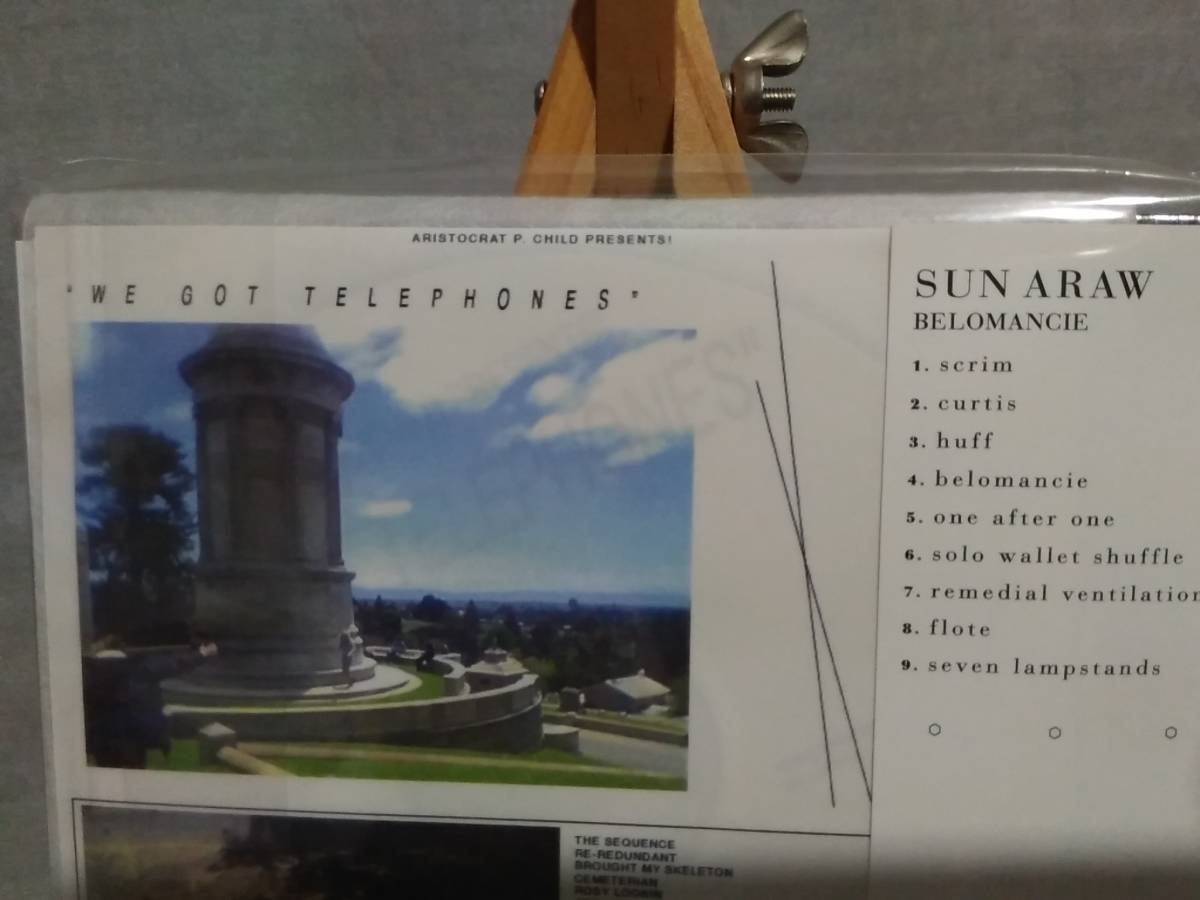 ARISTOCRAT P. CHILD PRESENTS!
"WE GOT TELEPHONES"
THE SEQUENCE
RE-REDUNDANT
BROUGHT MY SKELETON
CEMETERIAN
ROSY LOOKIN
SUN ARAW
BELOMANCIE
1. scrim
2. curtis
3. huff
4. belomancie
5. one after one
6. solo wallet shuffle
7. remedial ventilation
8. flote
9. seven lampstands